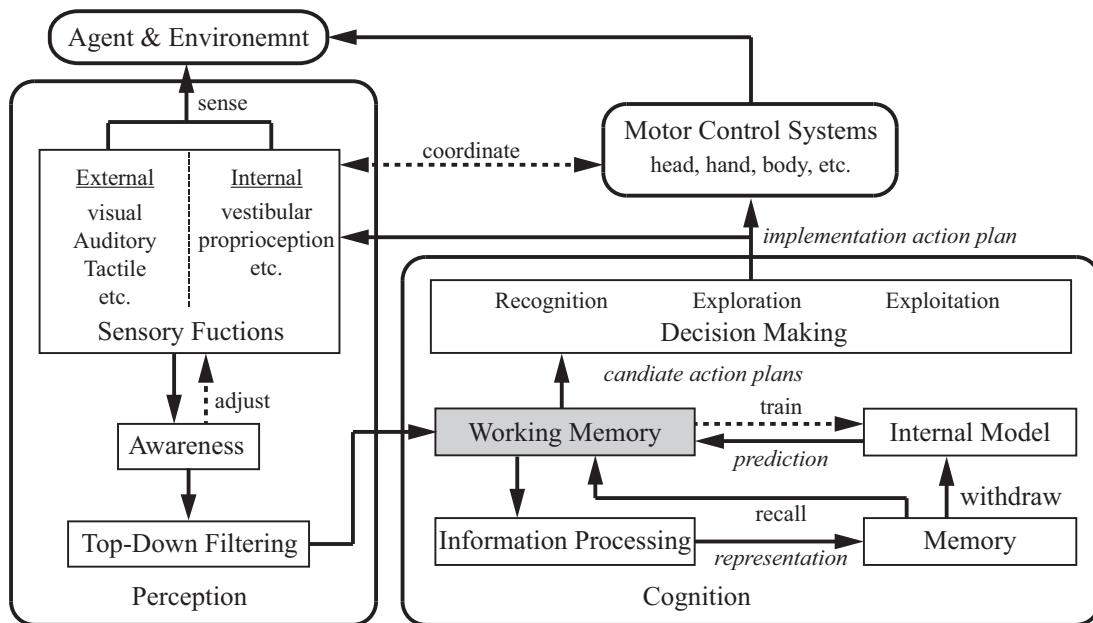 Agent & Environemnt
sense
External
visual
Auditory
Tactile
etc.
Internal
vestibular
proprioception
etc.
Sensory Fuctions
adjust
Awareness
Top-Down Filtering
Perception
coordinate
Motor Control Systems
head, hand, body, etc.
implementation action plan
Recognition Exploration Exploitation
Decision Making
candiate action plans
Working Memory
train
prediction
Internal Model
recall
withdraw
Information Processing
representation
Memory
Cognition